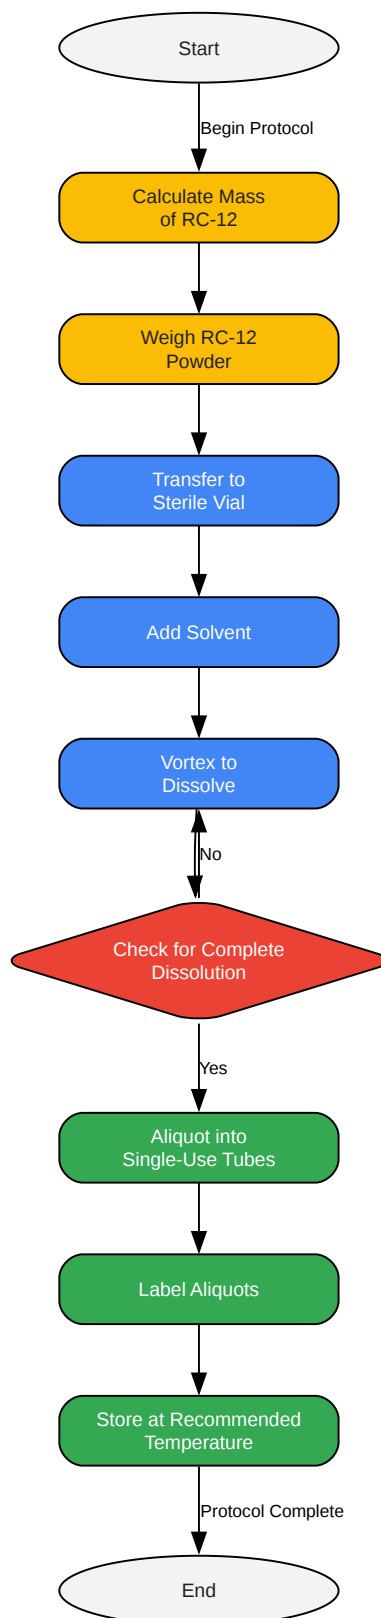 Start
Begin Protocol
Calculate Mass
of RC-12
Weigh RC-12
Powder
Transfer to
Sterile Vial
Add Solvent
Vortex to
Dissolve
No
Check for Complete
Dissolution
Yes
Aliquot into
Single-Use Tubes
Label Aliquots
Store at Recommended
Temperature
Protocol Complete
End